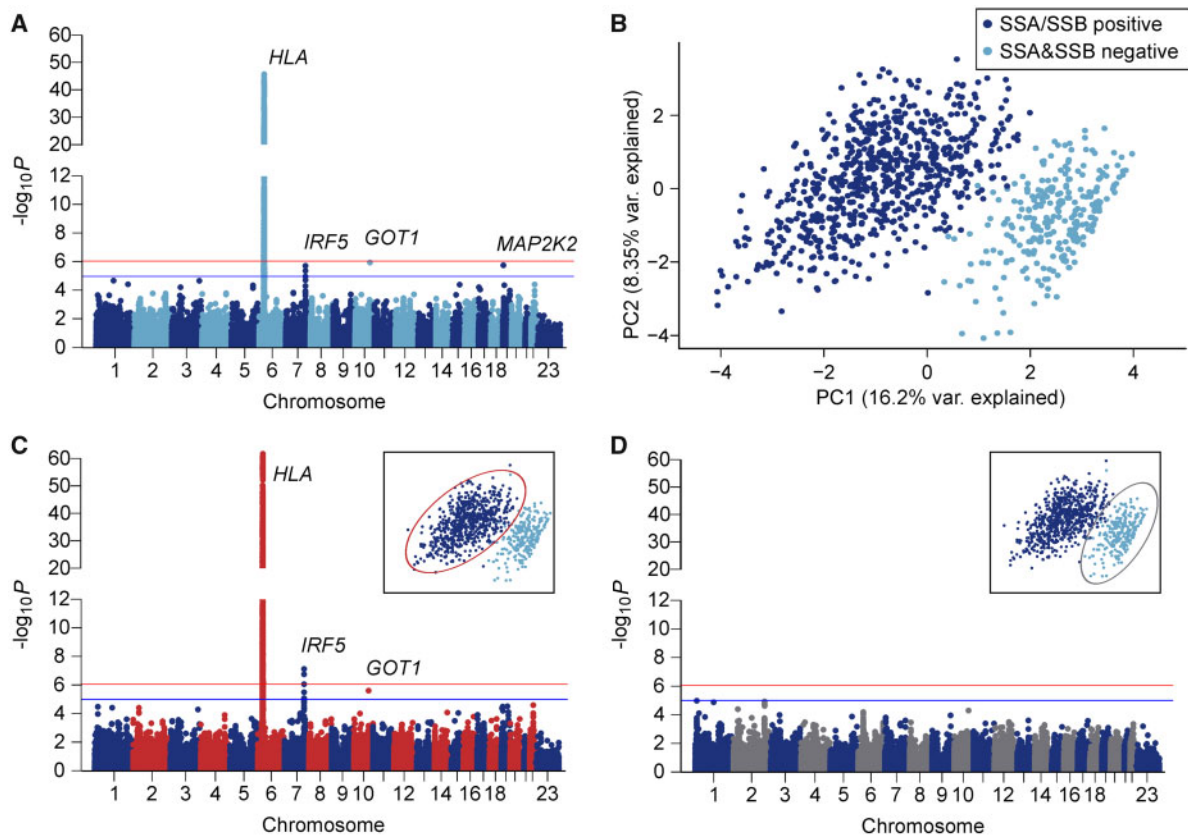 A
60
50
40
30
20
12
10
8
6
4
2
0
-log10P
HLA
IRF5
GOT1
MAP2K2
1 2 3 4 5 6 7 8 9 10 12 14 16 18 23
Chromosome
B
SSA/SSB positive
SSA&SSB negative
2
0
−2
−4
PC2 (8.35% var. explained)
−4 −2 0 2 4
PC1 (16.2% var. explained)
C
60
50
40
30
20
12
10
8
6
4
2
0
-log10P
HLA
IRF5
GOT1
1 2 3 4 5 6 7 8 9 10 12 14 16 18 23
Chromosome
D
60
50
40
30
20
12
10
8
6
4
2
0
-log10P
1 2 3 4 5 6 7 8 9 10 12 14 16 18 23
Chromosome